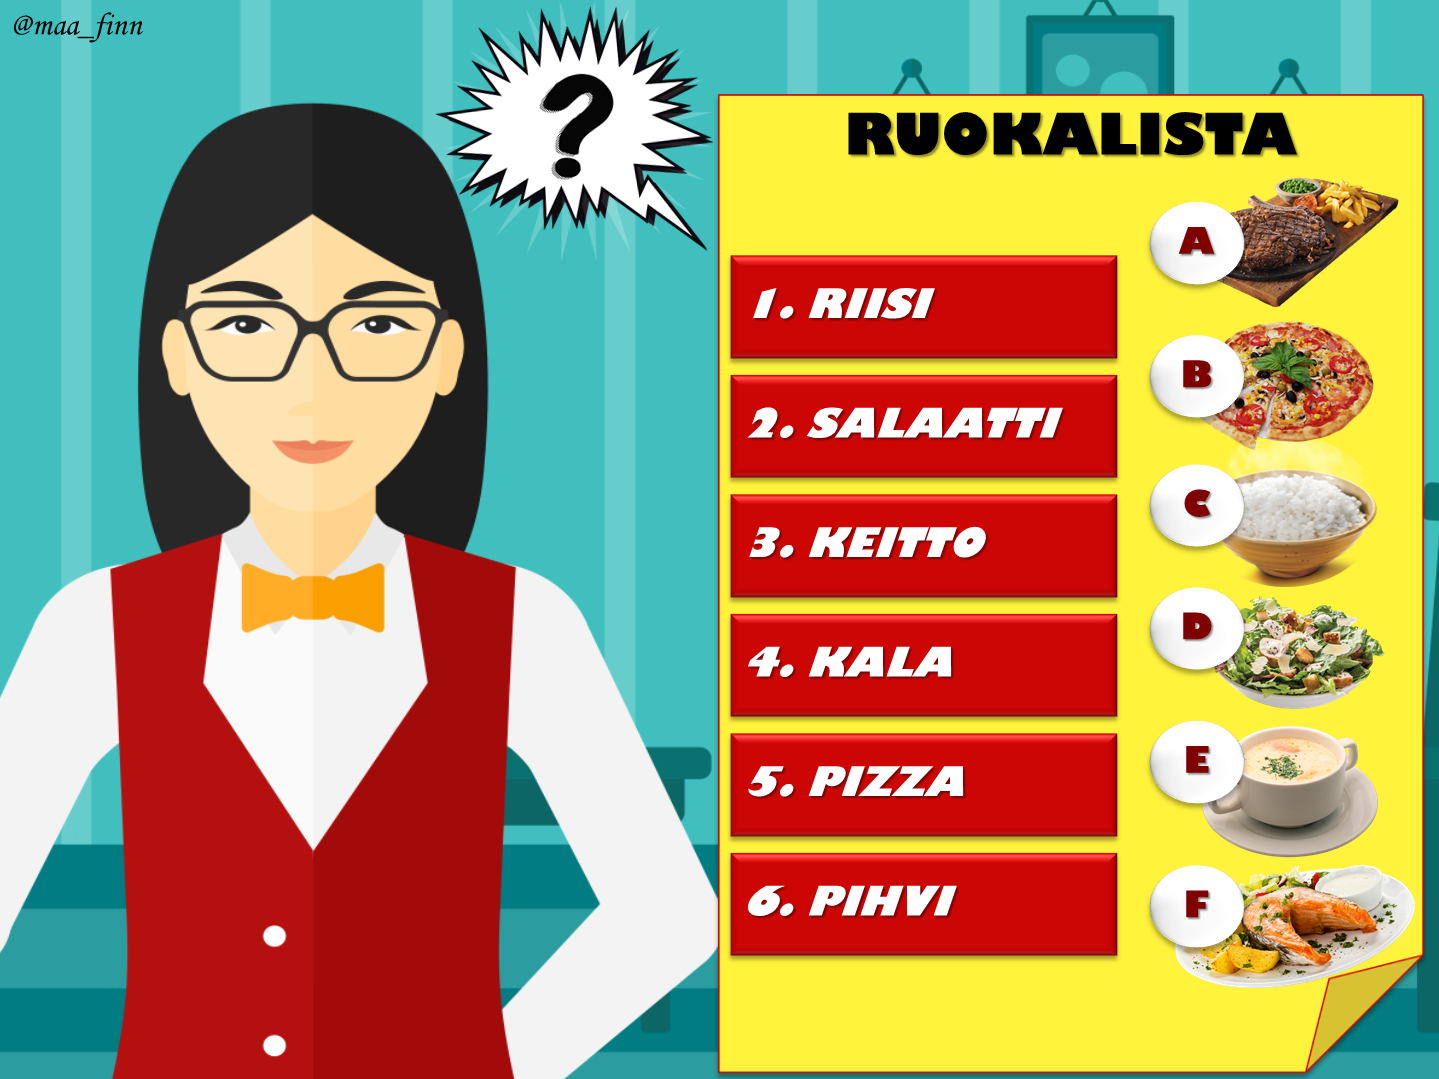 @maa_finn
?
RUOKALISTA
1. RIISI
2. SALAATTI
3. KEITTO
4. KALA
5. PIZZA
6. PIHVI
A
B
C
D
E
F